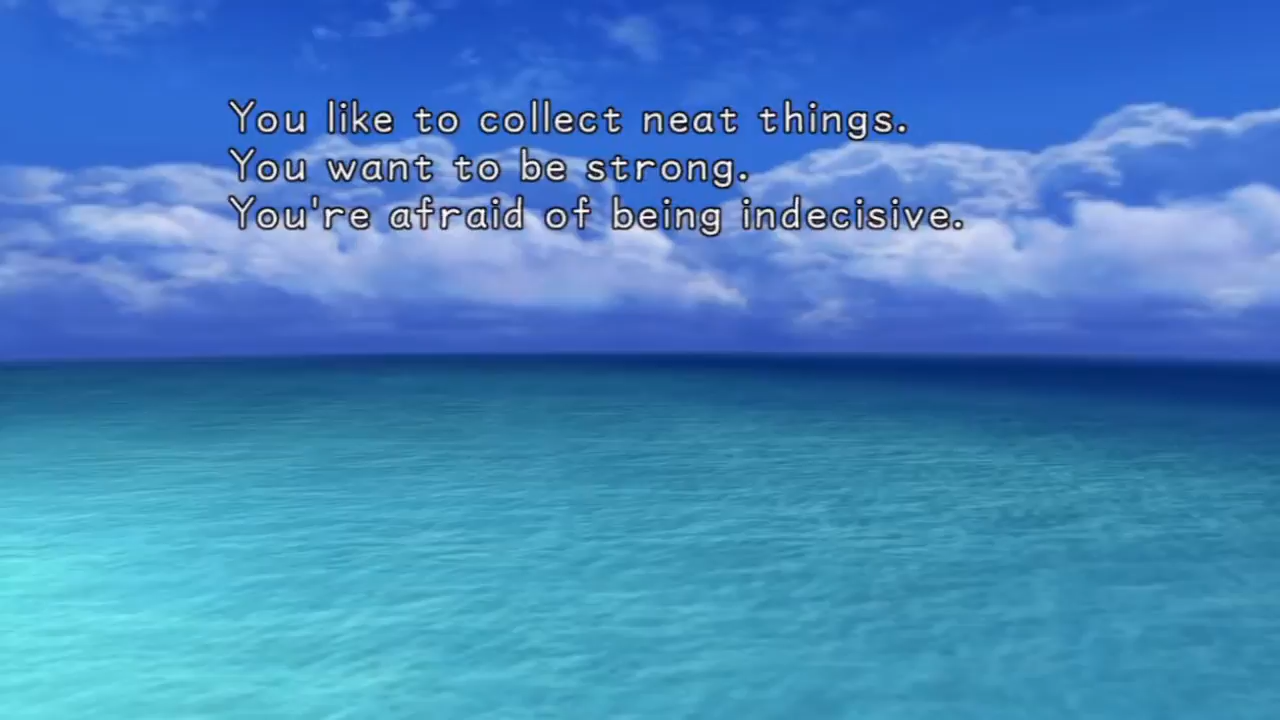 You like to collect neat things.
You want to be strong.
You're afraid of being indecisive.